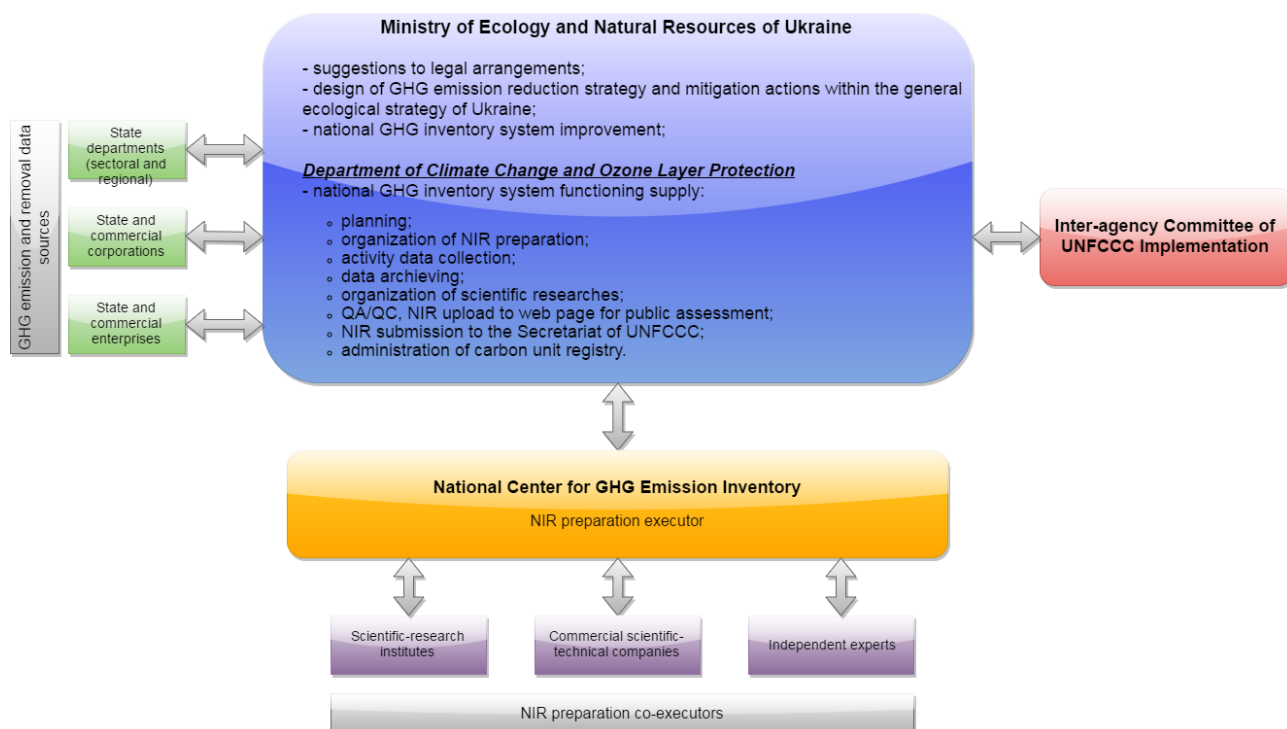 Ministry of Ecology and Natural Resources of Ukraine
- suggestions to legal arrangements;
- design of GHG emission reduction strategy and mitigation actions within the general
ecological strategy of Ukraine;
- national GHG inventory system improvement;
Department of Climate Change and Ozone Layer Protection
- national GHG inventory system functioning supply:
planning;
organization of NIR preparation;
activity data collection;
data archieving;
organization of scientific researches;
QA/QC, NIR upload to web page for public assessment;
NIR submission to the Secretariat of UNFCCC;
administration of carbon unit registry.
GHG emission and removal data
sources
State
departments
(sectoral and
regional)
State and
commercial
corporations
State and
commercial
enterprises
Inter-agency Committee of
UNFCCC Implementation
National Center for GHG Emission Inventory
NIR preparation executor
Scientific-research
institutes
Commercial scientific-
technical companies
Independent experts
NIR preparation co-executors